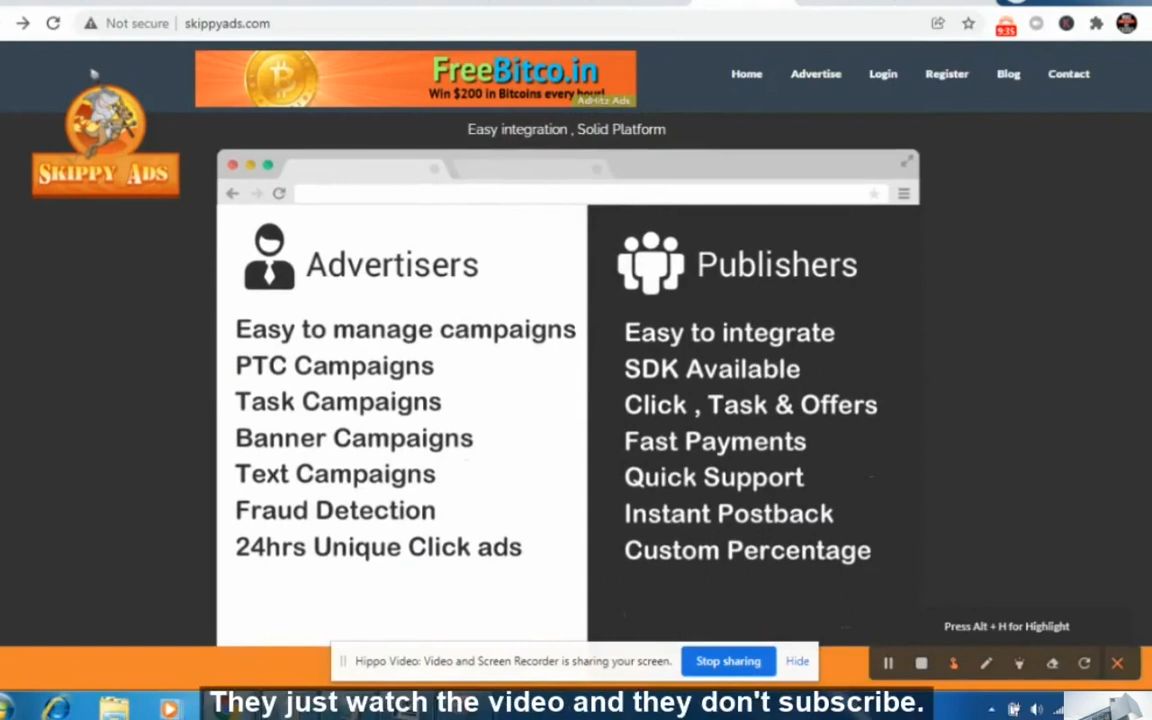 Not secure
skippyads.com
9:35
FreeBitco.in
Win $200 in Bitcoins every hour!
AdHitz Ads
Home
Advertise
Login
Register
Blog
Contact
SKIPPY ADS
Easy integration , Solid Platform
Advertisers
Easy to manage campaigns
PTC Campaigns
Task Campaigns
Banner Campaigns
Text Campaigns
Fraud Detection
24hrs Unique Click ads
Publishers
Easy to integrate
SDK Available
Click , Task & Offers
Fast Payments
Quick Support
Instant Postback
Custom Percentage
Press Alt + H for Highlight
Hippo Video: Video and Screen Recorder is sharing your screen.
Stop sharing
Hide
They just watch the video and they don't subscribe.